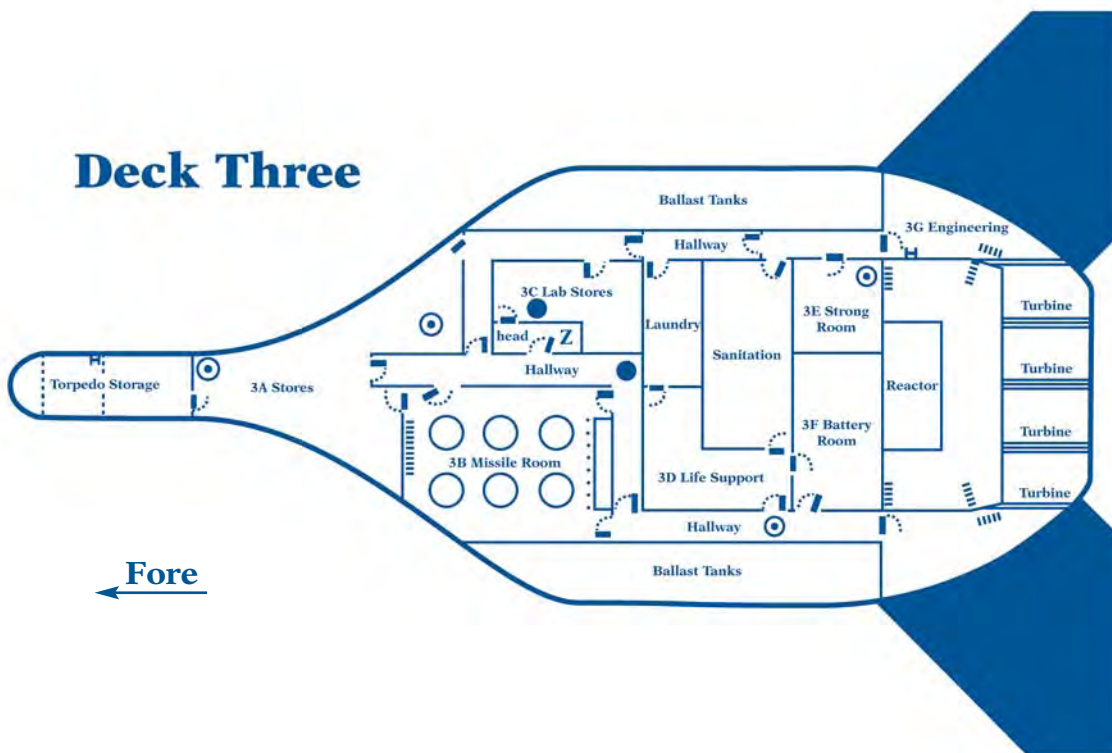 Deck Three
Ballast Tanks
3G Engineering
Hallway
3C Lab Stores
3E Strong
Room
Turbine
head
Z
Laundry
Sanitation
Torpedo Storage
3A Stores
Hallway
Reactor
Turbine
3F Battery
Room
Turbine
3B Missile Room
3D Life Support
Turbine
Hallway
Fore
Ballast Tanks